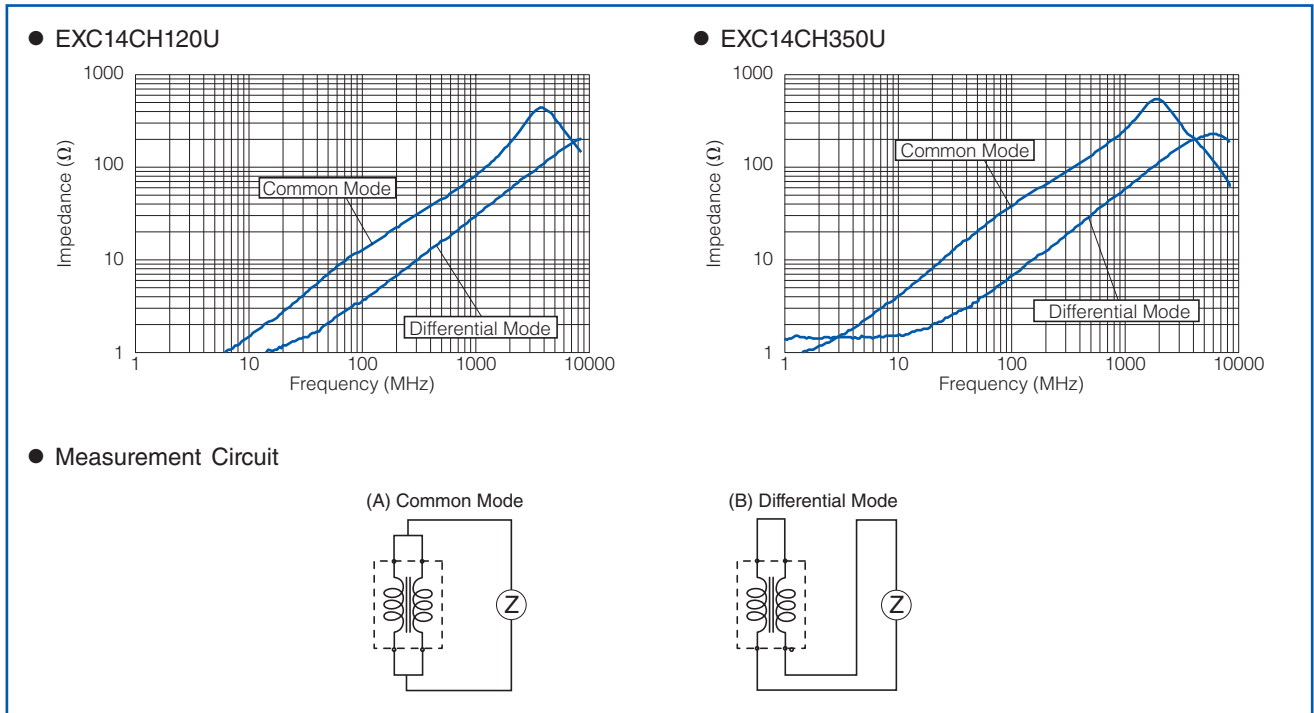 ● EXC14CH120U
1000
100
10
1
Impedance (Ω)
Common Mode
Differential Mode
1 10 100 1000 10000
Frequency (MHz)
● EXC14CH350U
1000
100
10
1
Impedance (Ω)
Common Mode
Differential Mode
1 10 100 1000 10000
Frequency (MHz)
● Measurement Circuit
(A) Common Mode
Z
(B) Differential Mode
Z